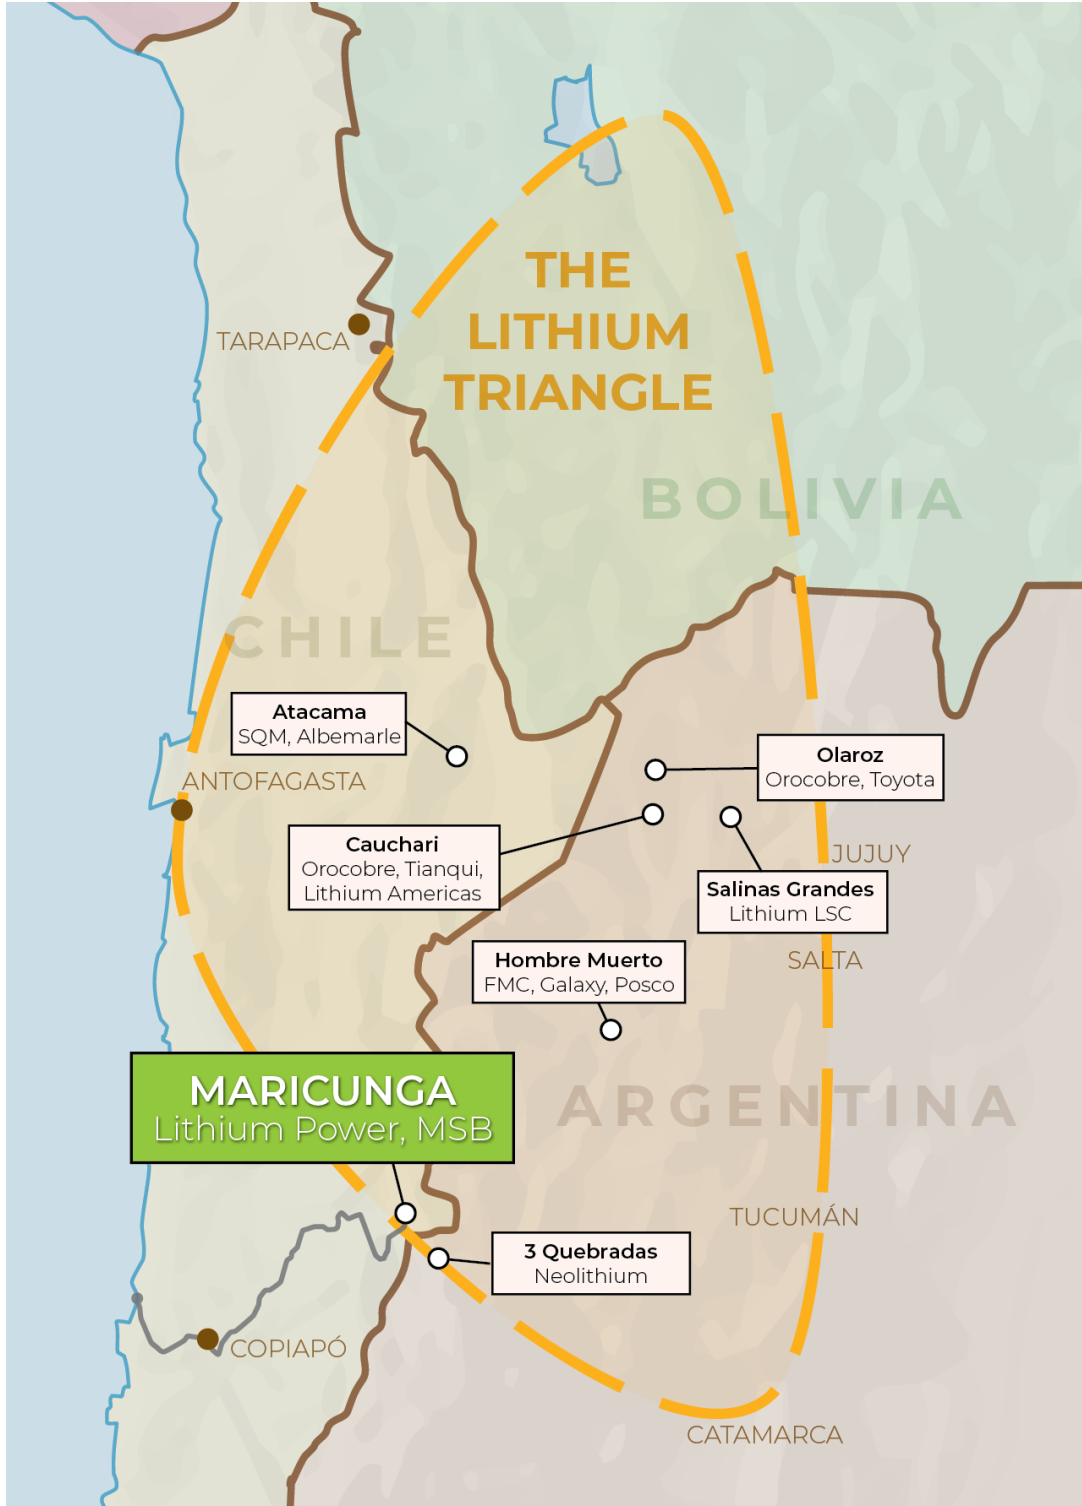 THE
LITHIUM
TRIANGLE
TARAPACA
BOLIVIA
CHILE
Atacama
SQM, Albemarle
ANTOFAGASTA
Olaroz
Orocobre, Toyota
Cauchari
Orocobre, Tianqui,
Lithium Americas
JUJUY
Salinas Grandes
Lithium LSC
SALTA
Hombre Muerto
FMC, Galaxy, Posco
MARICUNGA
Lithium Power, MSB
ARGENTINA
TUCUMÁN
3 Quebradas
Neolithium
COPIAPÓ
CATAMARCA